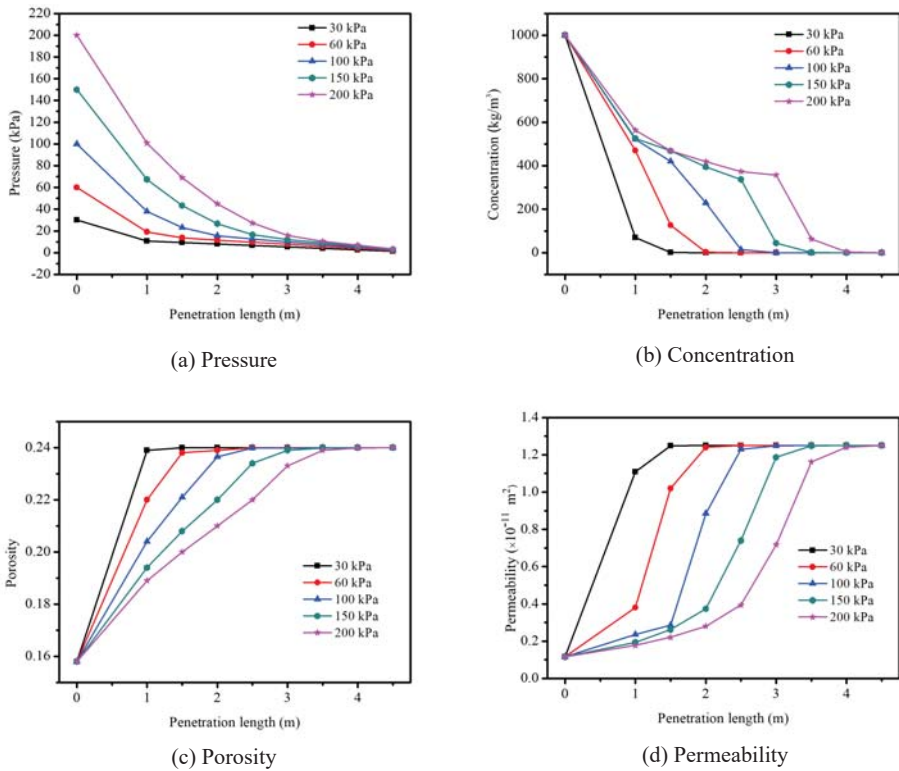 200
180
160
140
120
100
80
60
40
20
0
-20
Pressure (kPa)
30 kPa
60 kPa
100 kPa
150 kPa
200 kPa
0 1 2 3 4
Penetration length (m)
(a) Pressure
1000
800
600
400
200
0
Concentration (kg/m³)
30 kPa
60 kPa
100 kPa
150 kPa
200 kPa
0 1 2 3 4
Penetration length (m)
(b) Concentration
0.24
0.22
0.20
0.18
0.16
Porosity
30 kPa
60 kPa
100 kPa
150 kPa
200 kPa
0 1 2 3 4
Penetration length (m)
(c) Porosity
1.4
1.2
1.0
0.8
0.6
0.4
0.2
0.0
Permeability (×10⁻¹¹ m²)
30 kPa
60 kPa
100 kPa
150 kPa
200 kPa
0 1 2 3 4
Penetration length (m)
(d) Permeability